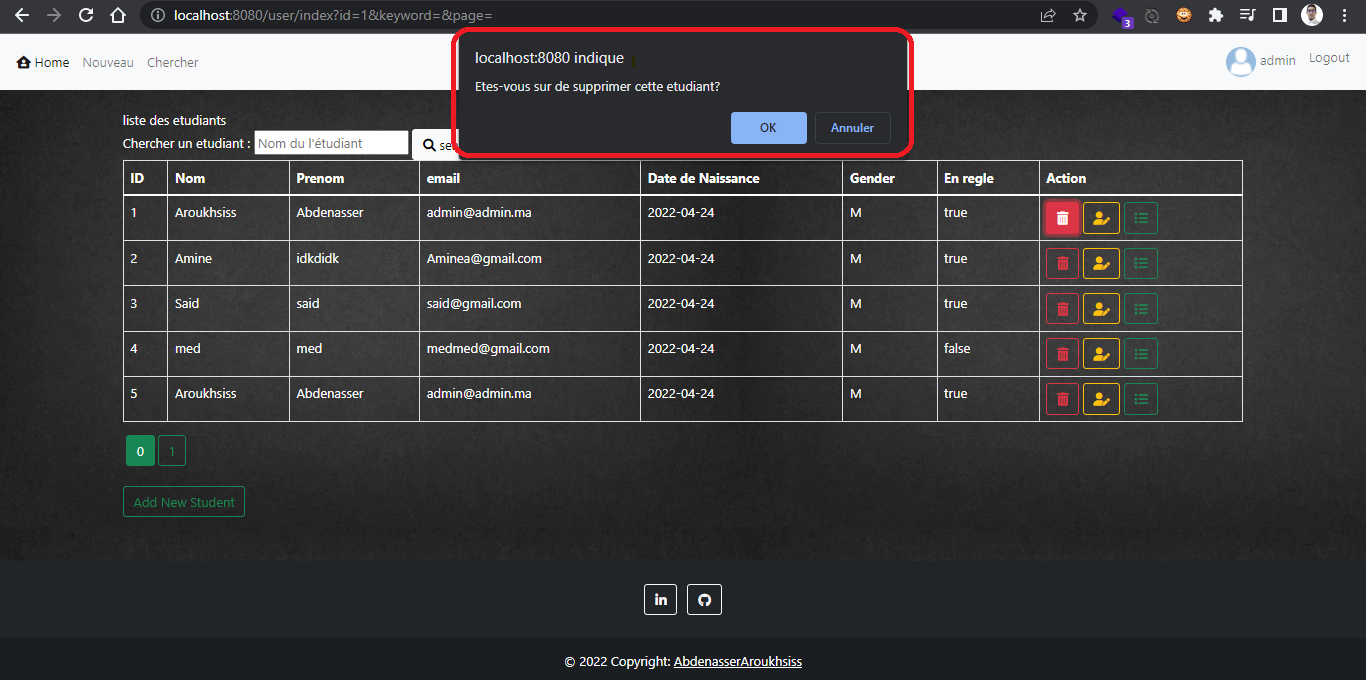 localhost:8080/user/index?id=1&keyword=&page=
3
Home Nouveau Chercher
admin Logout
localhost:8080 indique
Etes-vous sur de supprimer cette etudiant?
OK Annuler
liste des etudiants
Chercher un etudiant : Nom du l'étudiant se
ID Nom Prenom email Date de Naissance Gender En regle Action
1 Aroukhsiss Abdenasser admin@admin.ma 2022-04-24 M true
2 Amine idkdidk Aminea@gmail.com 2022-04-24 M true
3 Said said said@gmail.com 2022-04-24 M true
4 med med medmed@gmail.com 2022-04-24 M false
5 Aroukhsiss Abdenasser admin@admin.ma 2022-04-24 M true
0 1
Add New Student
in
© 2022 Copyright: AbdenasserAroukhsiss